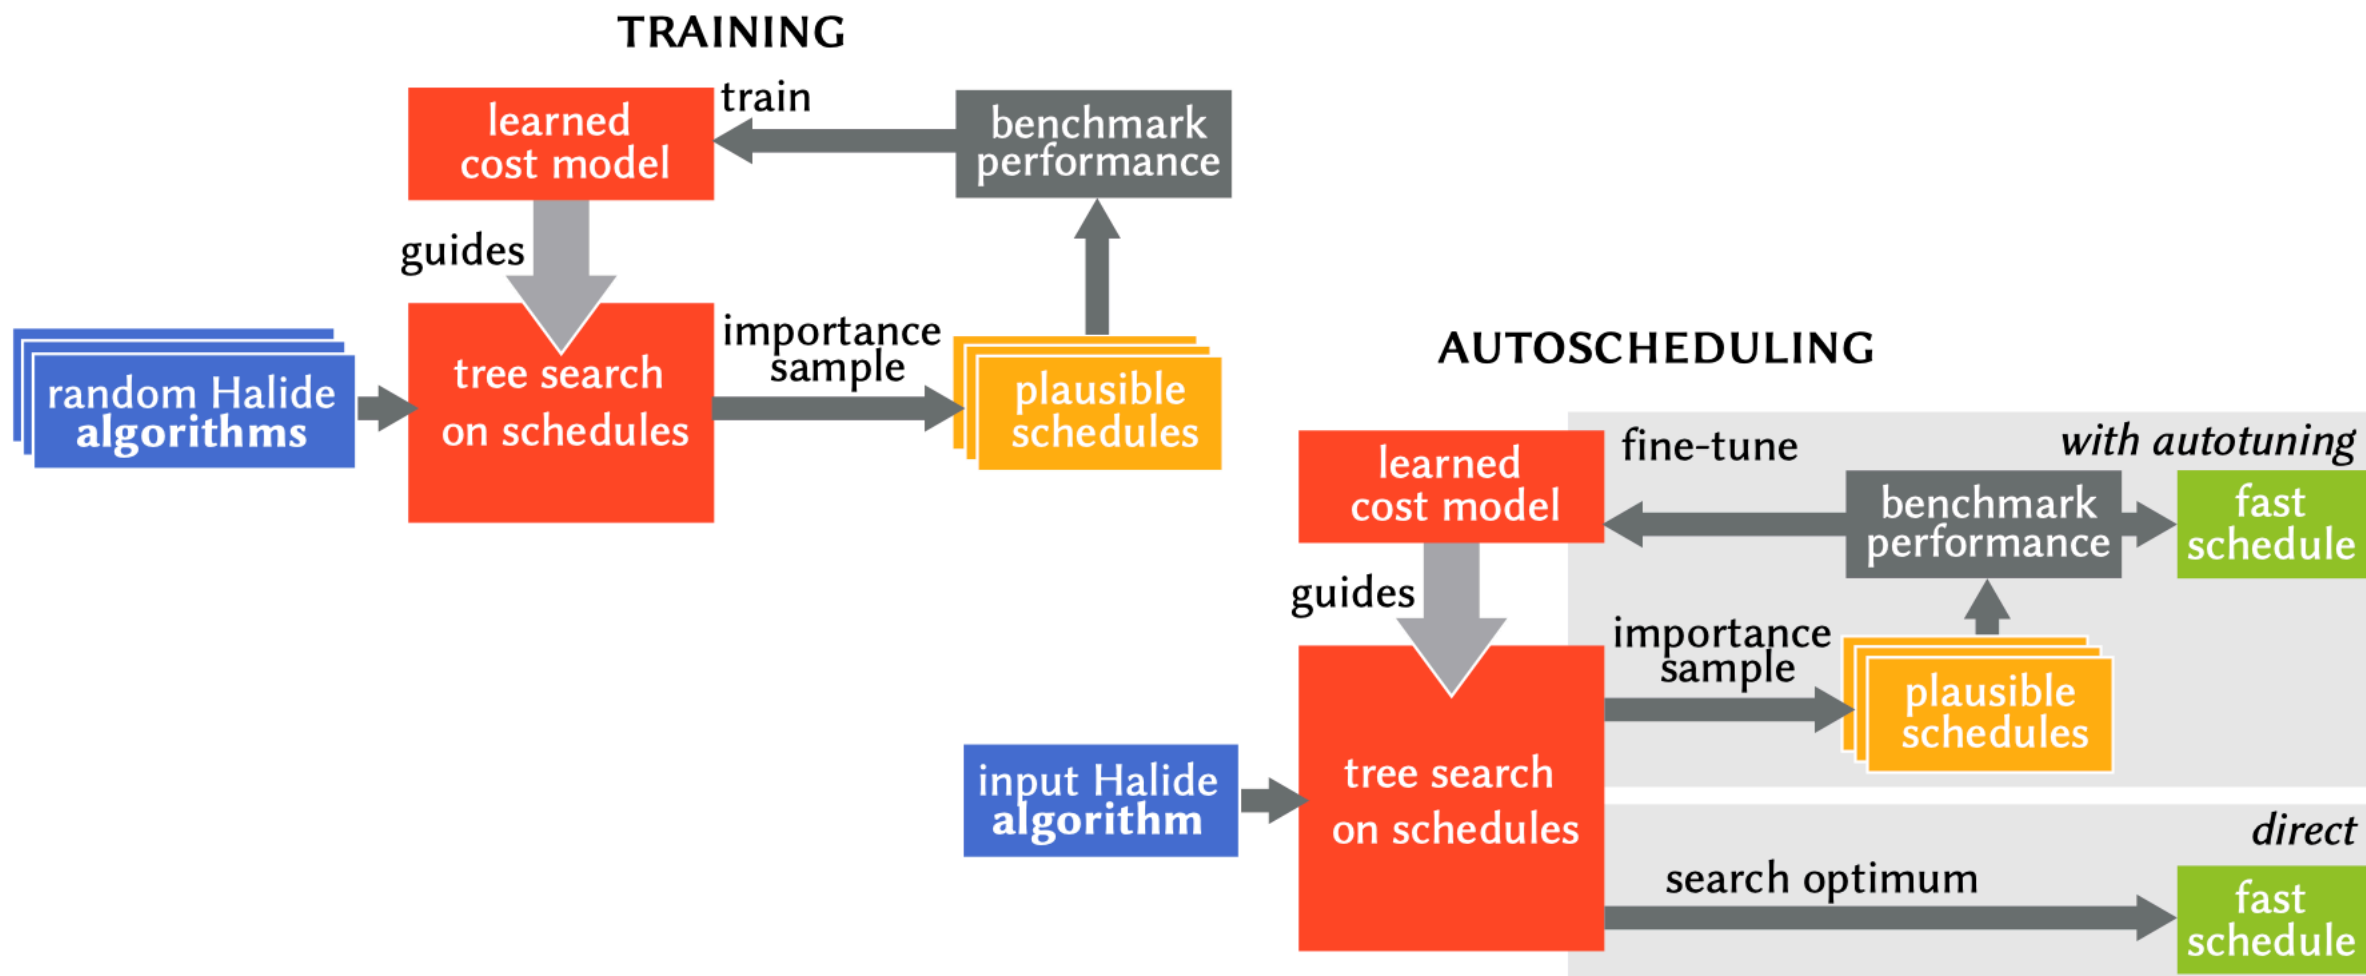 TRAINING
learned
cost model
train
benchmark
performance
guides
random Halide
algorithms
tree search
on schedules
importance
sample
plausible
schedules
AUTOSCHEDULING
learned
cost model
fine-tune
with autotuning
benchmark
performance
fast
schedule
guides
importance
sample
plausible
schedules
input Halide
algorithm
tree search
on schedules
direct
search optimum
fast
schedule